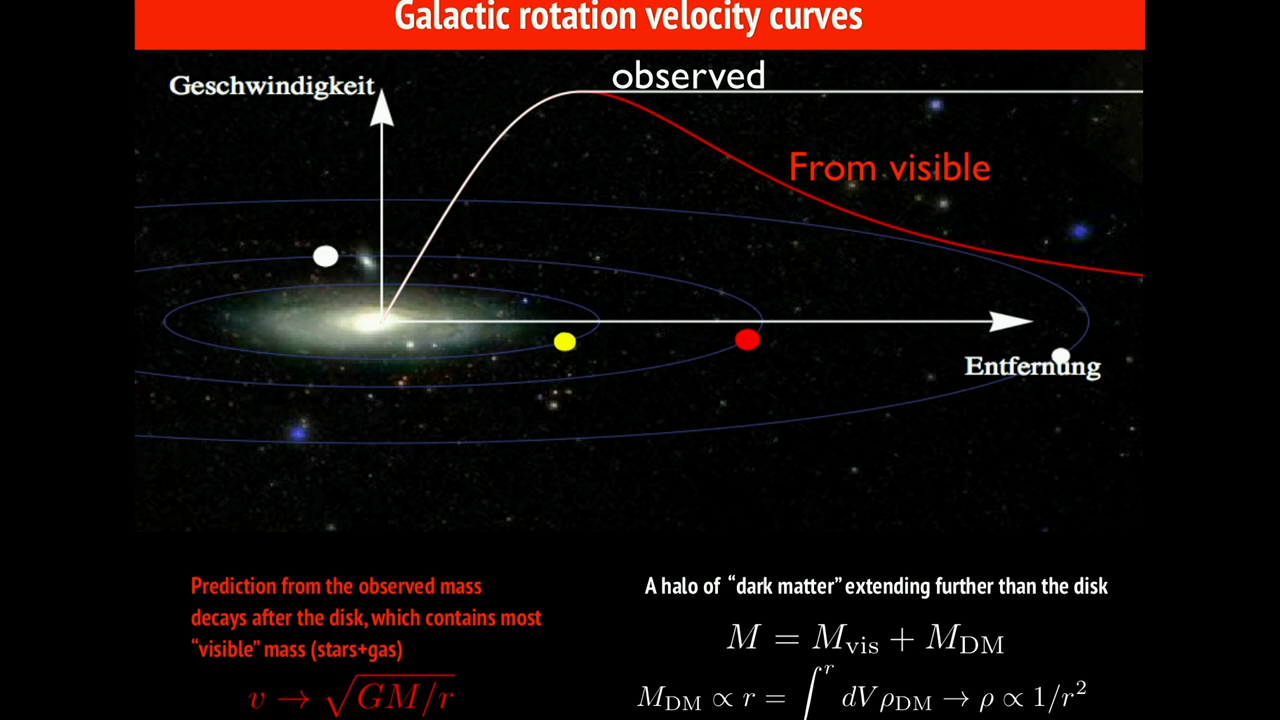 Galactic rotation velocity curves
Geschwindigkeit
observed
From visible
Entfernung
Prediction from the observed mass
decays after the disk, which contains most
“visible” mass (stars+gas)
v → √GM/r
A halo of “dark matter” extending further than the disk
M = M_vis + M_DM
M_DM ∝ r = ∫^r dV ρ_DM → ρ ∝ 1/r²